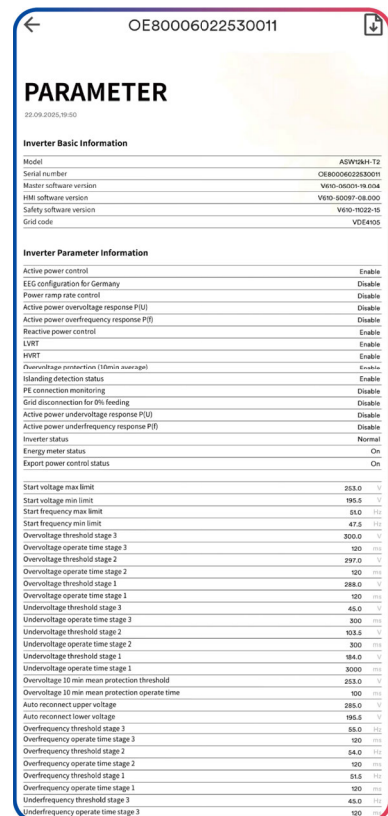 OE80006022530011
PARAMETER
22.09.2025,19:50
Inverter Basic Information
Model ASW12kH-T2
Serial number OE80006022530011
Master software version V610-06001-19.004
HMI software version V610-50097-08.000
Safety software version V610-11022-15
Grid code VDE4105
Inverter Parameter Information
Active power control Enable
EEG configuration for Germany Disable
Power ramp rate control Disable
Active power overvoltage response P(U) Disable
Active power overfrequency response P(f) Disable
Reactive power control Enable
LVRT Enable
HVRT Enable
Overvoltage protection (10min average) Enable
Islanding detection status Enable
PE connection monitoring Disable
Grid disconnection for 0% feeding Disable
Active power undervoltage response P(U) Disable
Active power underfrequency response P(f) Disable
Inverter status Normal
Energy meter status On
Export power control status On
Start voltage max limit 253.0 V
Start voltage min limit 195.5 V
Start frequency max limit 51.0 Hz
Start frequency min limit 47.5 Hz
Overvoltage threshold stage 3 300.0 V
Overvoltage operate time stage 3 120 ms
Overvoltage threshold stage 2 297.0 V
Overvoltage operate time stage 2 120 ms
Overvoltage threshold stage 1 288.0 V
Overvoltage operate time stage 1 120 ms
Undervoltage threshold stage 3 45.0 V
Undervoltage operate time stage 3 300 ms
Undervoltage threshold stage 2 103.5 V
Undervoltage operate time stage 2 300 ms
Undervoltage threshold stage 1 184.0 V
Undervoltage operate time stage 1 3000 ms
Overvoltage 10 min mean protection threshold 253.0 V
Overvoltage 10 min mean protection operate time 100 ms
Auto reconnect upper voltage 285.0 V
Auto reconnect lower voltage 195.5 V
Overfrequency threshold stage 3 55.0 Hz
Overfrequency operate time stage 3 120 ms
Overfrequency threshold stage 2 54.0 Hz
Overfrequency operate time stage 2 120 ms
Overfrequency threshold stage 1 51.5 Hz
Overfrequency operate time stage 1 120 ms
Underfrequency threshold stage 3 45.0 Hz
Underfrequency operate time stage 3 120 ms